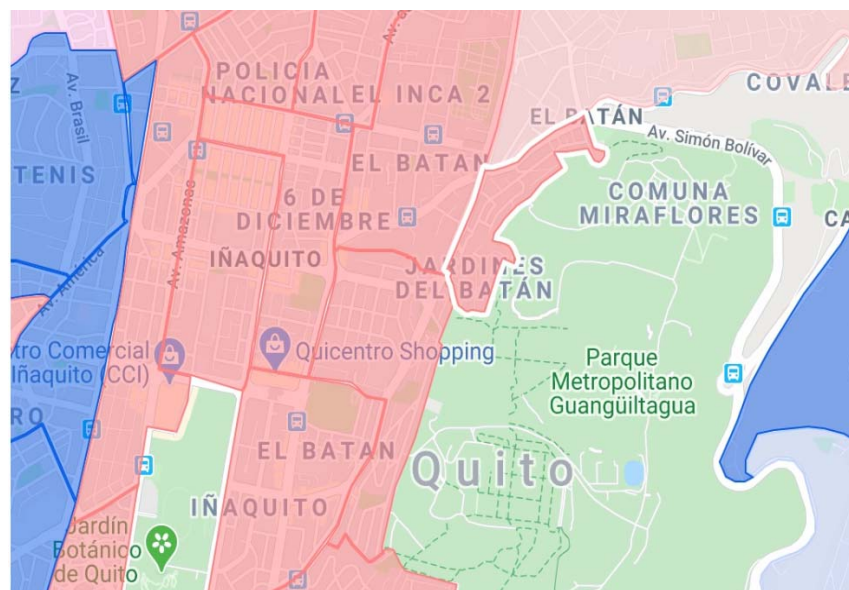 POLICIA
NACIONAL
EL INCA 2
Av. Brasil
TENIS
EL BATÁN
Av. Simón Bolívar
COVALE
EL BATAN
6 DE
DICIEMBRE
IÑAQUITO
Av. Amazonas
Av. América
COMUNA
MIRAFLORES
CA
JARDINES
DEL BATÁN
tro Comercial
Iñaquito (CCI)
Quicentro Shopping
Parque
Metropolitano
Guangüiltagua
RO
EL BATAN
Quito
IÑAQUITO
Jardín
Botánico
de Quito